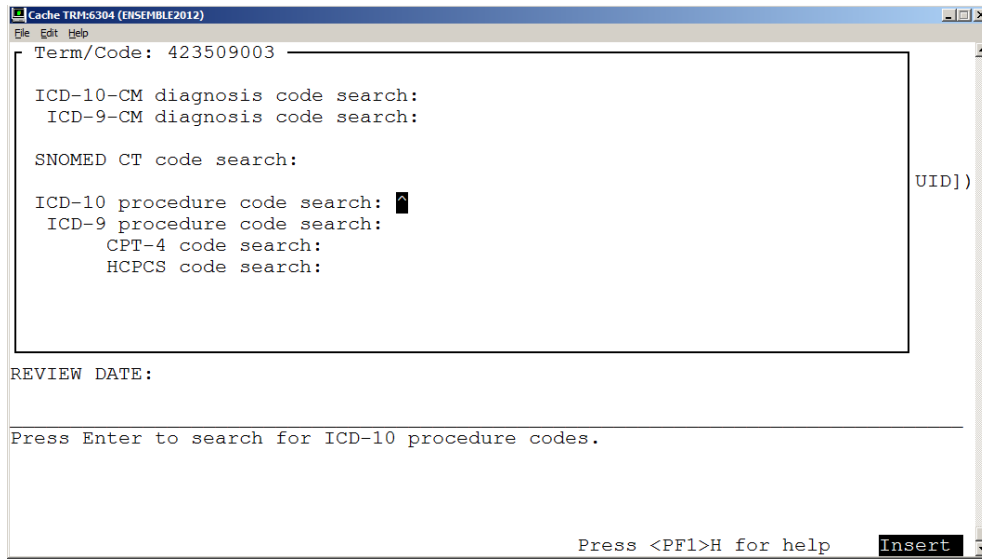 Cache TRM:6304 (ENSEMBLE2012)
File Edit Help
Term/Code: 423509003
ICD-10-CM diagnosis code search:
ICD-9-CM diagnosis code search:
SNOMED CT code search:
UID])
ICD-10 procedure code search: ^
ICD-9 procedure code search:
CPT-4 code search:
HCPCS code search:
REVIEW DATE:
Press Enter to search for ICD-10 procedure codes.
Press <PF1>H for help Insert